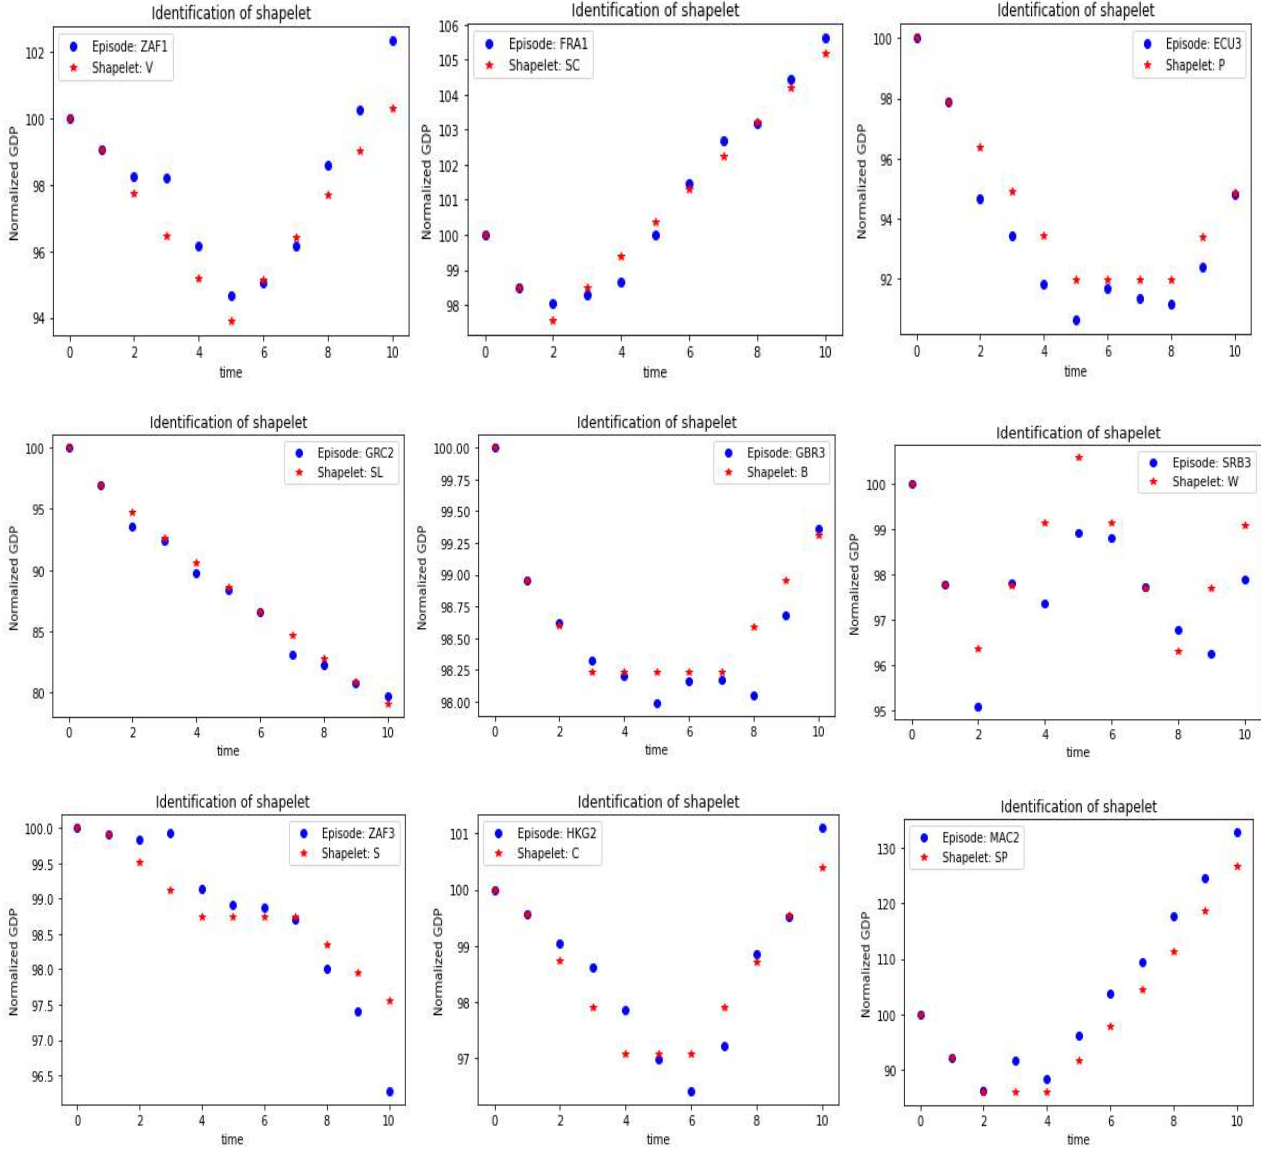 Identification of shapelet
Episode: ZAF1
Shapelet: V
102
100
98
96
94
Normalized GDP
0 2 4 6 8 10
time
Identification of shapelet
Episode: FRA1
Shapelet: SC
106
105
104
103
102
101
100
99
98
Normalized GDP
0 2 4 6 8 10
time
Identification of shapelet
Episode: ECU3
Shapelet: P
100
98
96
94
92
Normalized GDP
0 2 4 6 8 10
time
Identification of shapelet
Episode: GRC2
Shapelet: SL
100
95
90
85
80
Normalized GDP
0 2 4 6 8 10
time
Identification of shapelet
Episode: GBR3
Shapelet: B
100.00
99.75
99.50
99.25
99.00
98.75
98.50
98.25
98.00
Normalized GDP
0 2 4 6 8 10
time
Identification of shapelet
Episode: SRB3
Shapelet: W
100
99
98
97
96
95
Normalized GDP
0 2 4 6 8 10
time
Identification of shapelet
Episode: ZAF3
Shapelet: S
100.0
99.5
99.0
98.5
98.0
97.5
97.0
96.5
Normalized GDP
0 2 4 6 8 10
time
Identification of shapelet
Episode: HKG2
Shapelet: C
101
100
99
98
97
Normalized GDP
0 2 4 6 8 10
time
Identification of shapelet
Episode: MAC2
Shapelet: SP
130
120
110
100
90
Normalized GDP
0 2 4 6 8 10
time